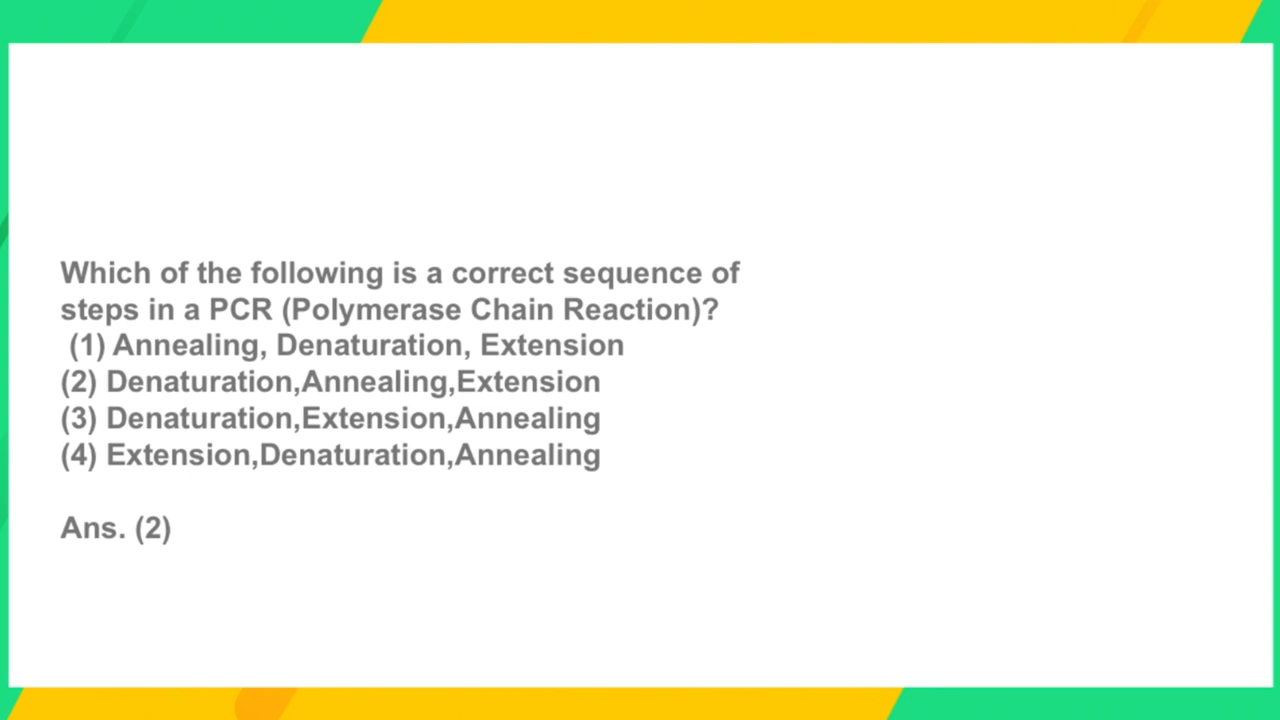 Which of the following is a correct sequence of
steps in a PCR (Polymerase Chain Reaction)?
(1) Annealing, Denaturation, Extension
(2) Denaturation,Annealing,Extension
(3) Denaturation,Extension,Annealing
(4) Extension,Denaturation,Annealing
Ans. (2)